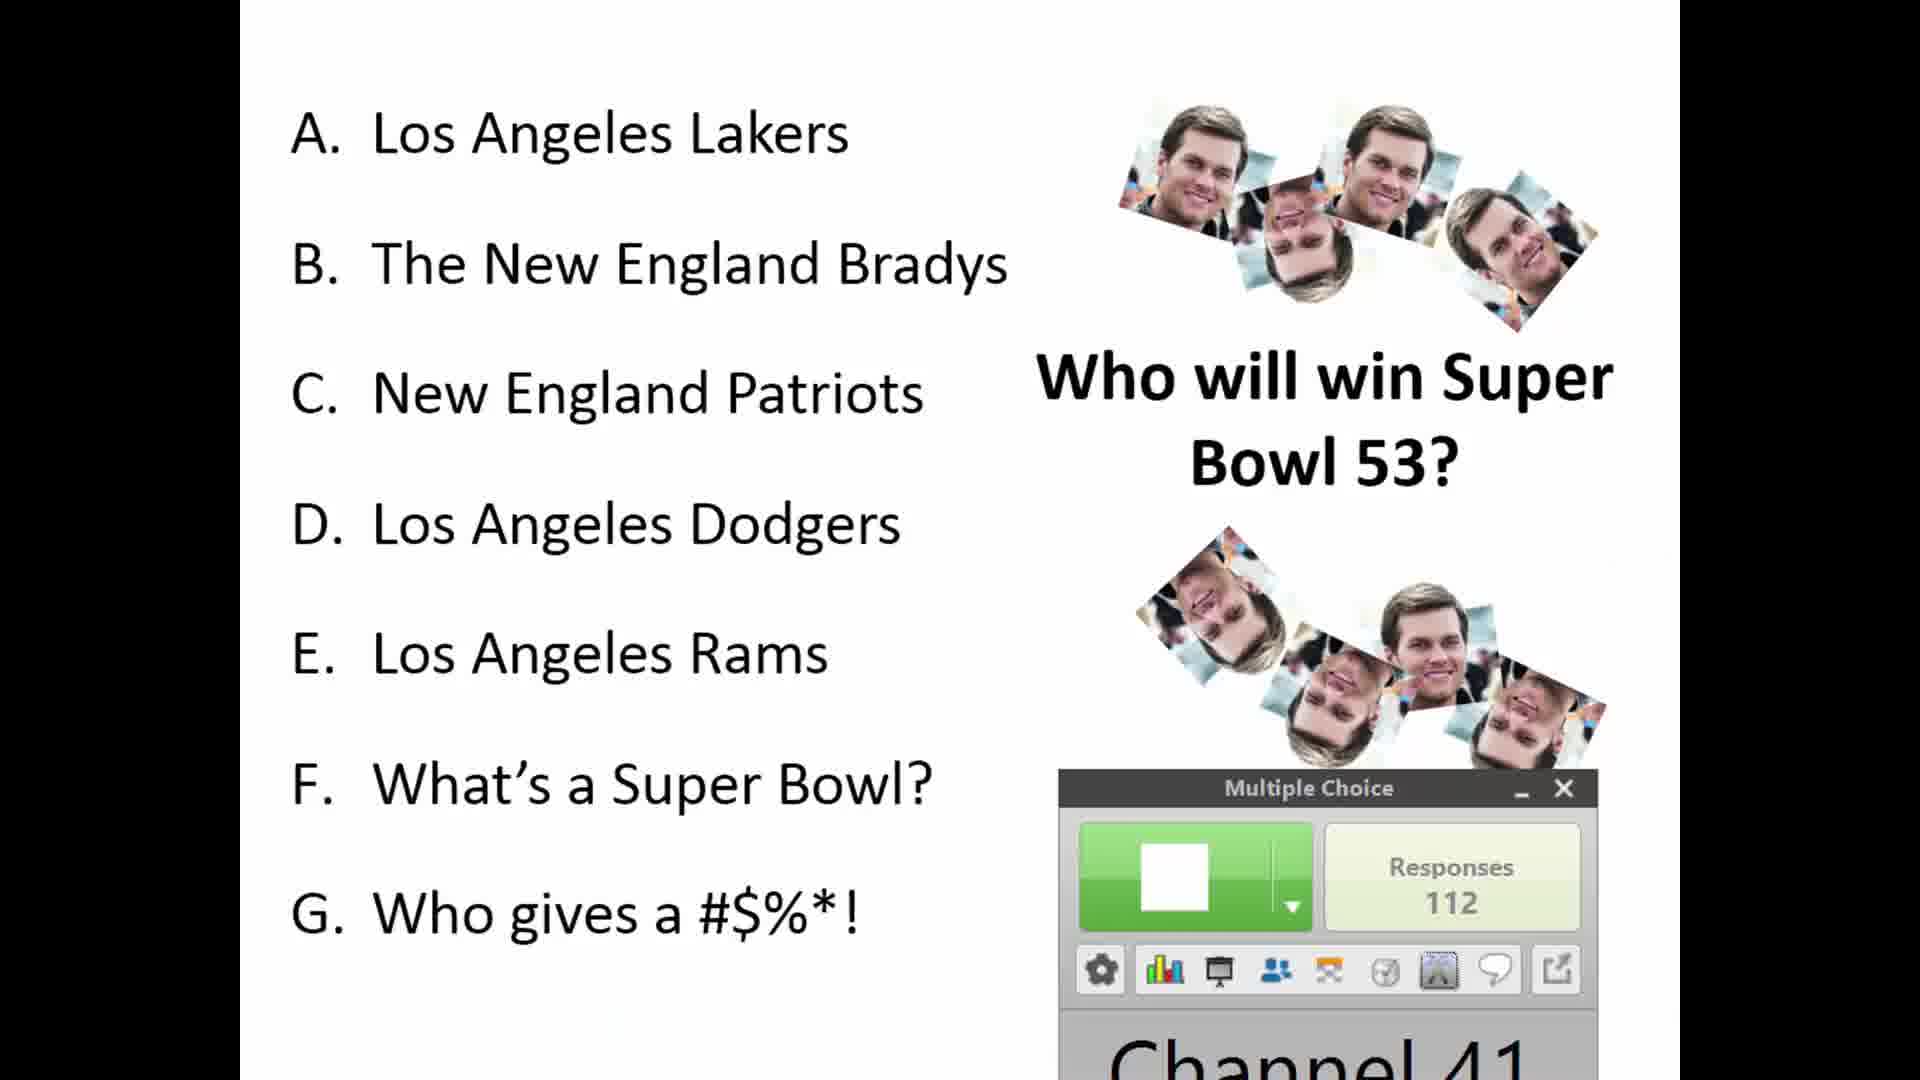 A. Los Angeles Lakers
B. The New England Bradys
C. New England Patriots
D. Los Angeles Dodgers
E. Los Angeles Rams
F. What’s a Super Bowl?
G. Who gives a #$%*!
Who will win Super
Bowl 53?
Multiple Choice
Responses
112
Channel 41